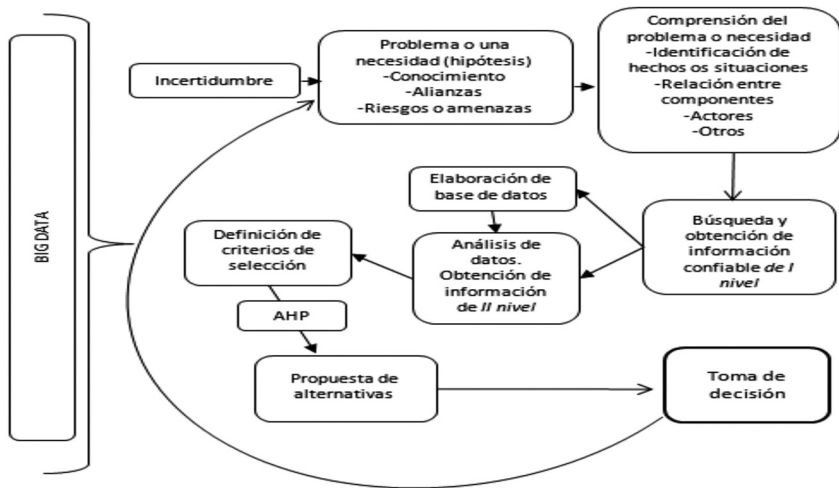 BIG DATA
Incertidumbre
Problema o una
necesidad (hipótesis)
-Conocimiento
-Alianzas
-Riesgos o amenazas
Comprensión del
problema o necesidad
-Identificación de
hechos os situaciones
-Relación entre
componentes
-Actores
-Otros
Búsqueda y
obtención de
información
confiable de I
nivel
Elaboración de
base de datos
Análisis de
datos.
Obtención de
información
de II nivel
Definición de
criterios de
selección
AHP
Propuesta de
alternativas
Toma de
decisión